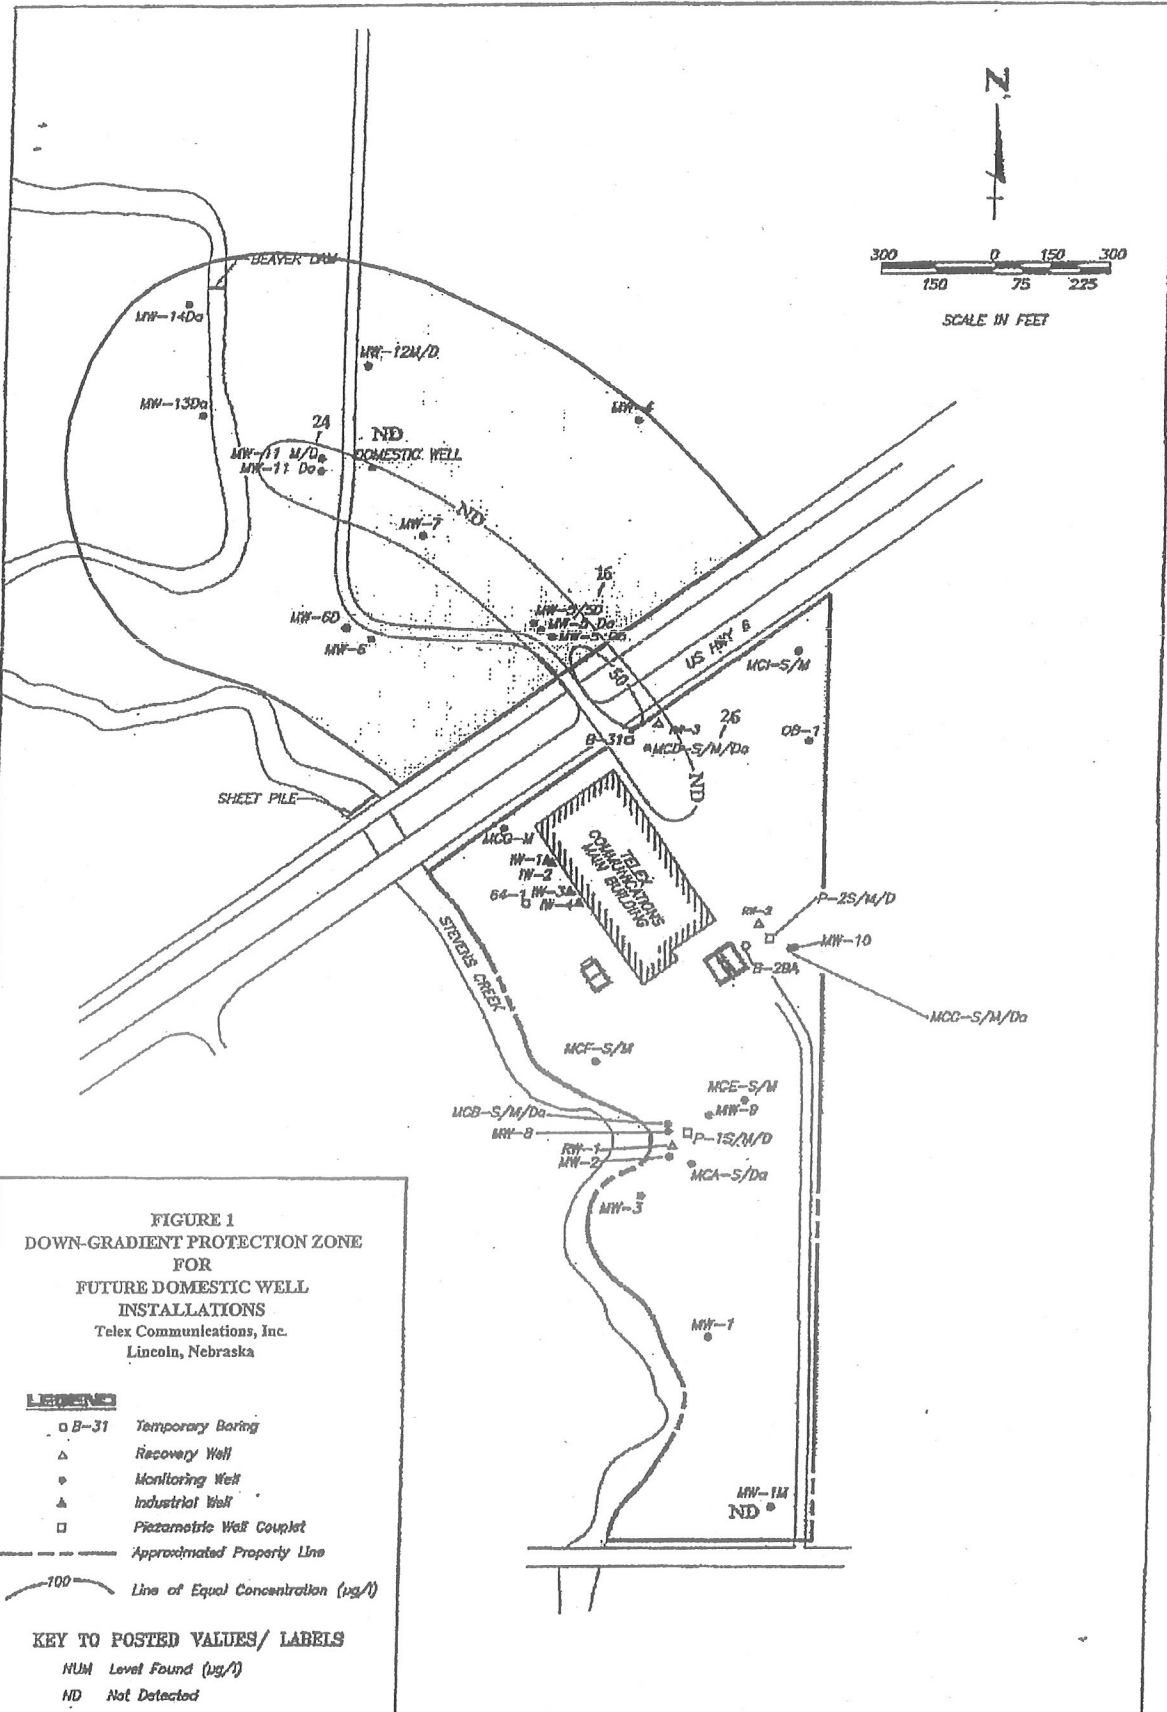 N
300 0 150 300
150 75 225
SCALE IN FEET
BEAVER DAM
MW-14Da
MW-12M/D
MW-13Da
MW-4
24
ND
MW-11 M/D
DOMESTIC WELL
MW-11 Da
ND
MW-7
16
MW-5/5D
MW-5 Da
MW-5 Db
MW-6D
MW-6
US HWY 6
MCI-S/M
50
26
RW-3
OB-1
B-31
MCD-S/M/Da
ND
SHEET PILE
MCG-M
IW-1
IW-2
64-1
IW-3
IW-4
TELEX
COMMUNICATIONS
MAIN BUILDING
P-2S/M/D
RW-2
MW-10
B-28A
STEVENS CREEK
MCC-S/M/Da
MCF-S/M
MCE-S/M
MCB-S/M/Da
MW-9
MW-8
P-1S/M/D
RW-1
MW-2
MCA-S/Da
MW-3
MW-1
MW-1M
ND
FIGURE 1
DOWN-GRADIENT PROTECTION ZONE
FOR
FUTURE DOMESTIC WELL
INSTALLATIONS
Telex Communications, Inc.
Lincoln, Nebraska
LEGEND
B-31 Temporary Boring
Recovery Well
Monitoring Well
Industrial Well
Piezometric Well Couplet
Approximated Property Line
100 Line of Equal Concentration (ug/l)
KEY TO POSTED VALUES/ LABELS
NUM Level Found (ug/l)
ND Not Detected